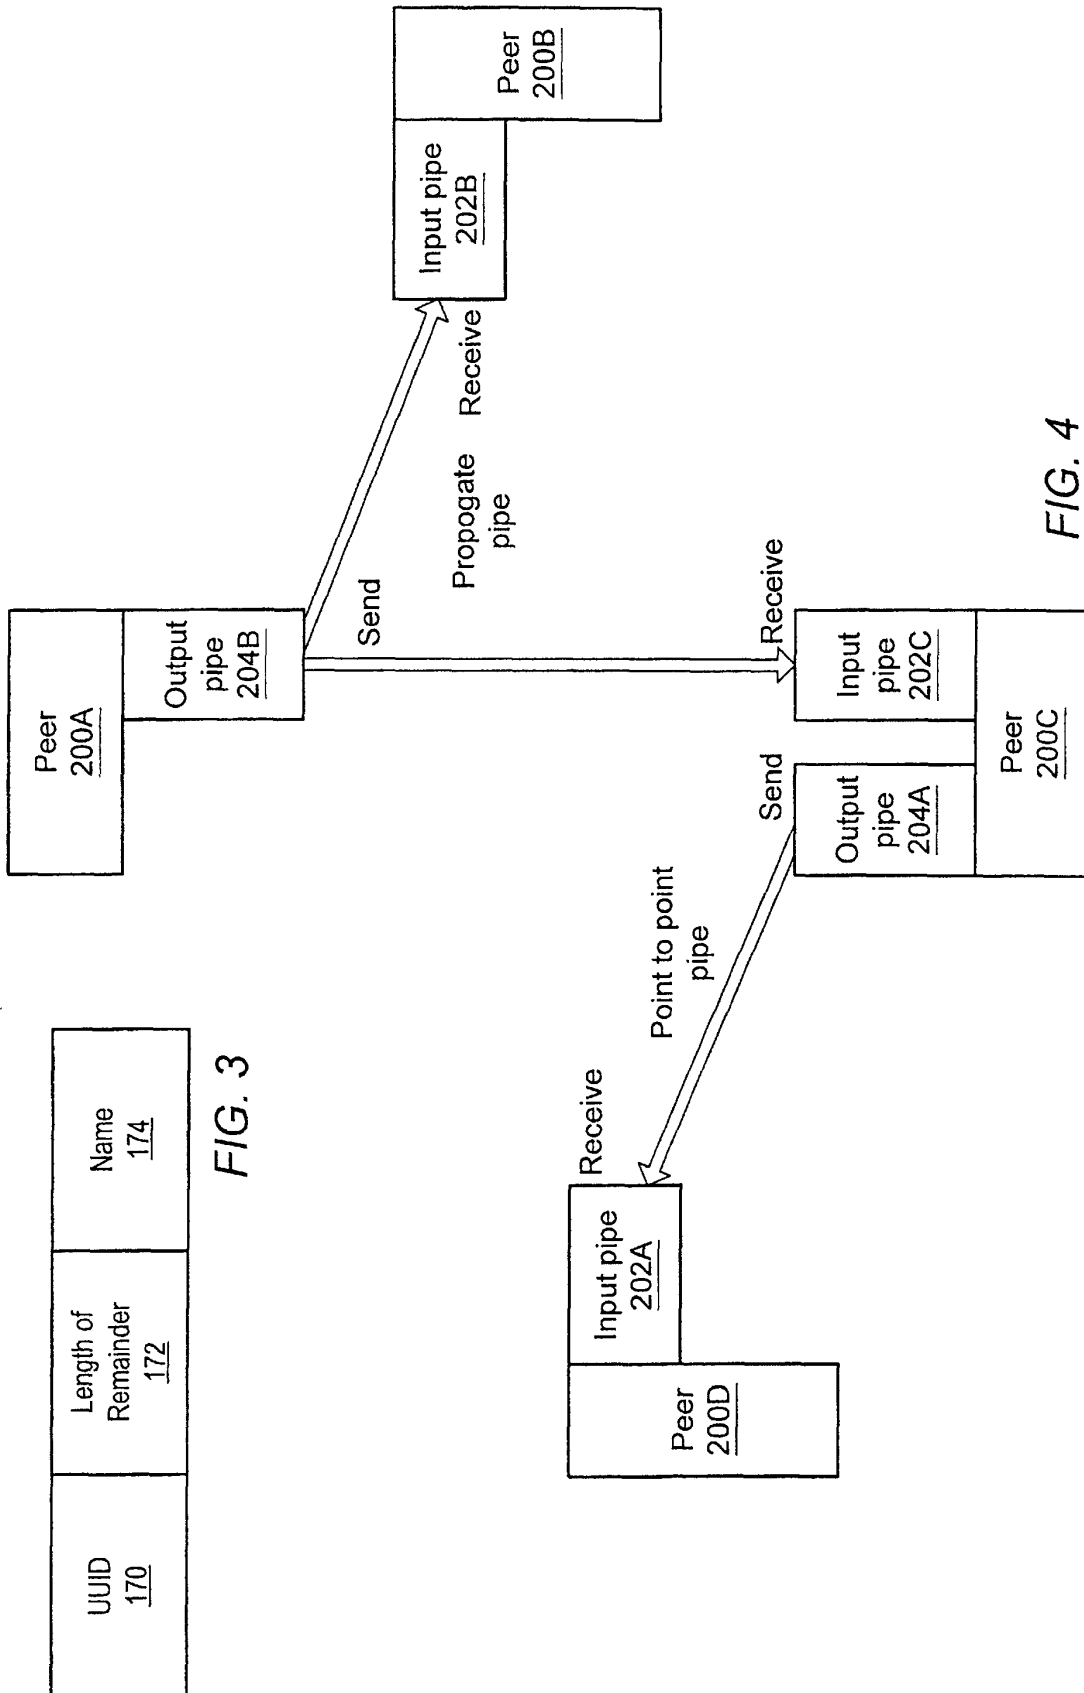 UUID
170
Length of
Remainder
172
Name
174
FIG. 3
Peer
200A
Output
pipe
204B
Send
Propogate
pipe
Receive
Input pipe
202B
Peer
200B
Receive
Input
pipe
202C
Peer
200C
Output
pipe
204A
Send
Point to point
pipe
Receive
Input pipe
202A
Peer
200D
FIG. 4